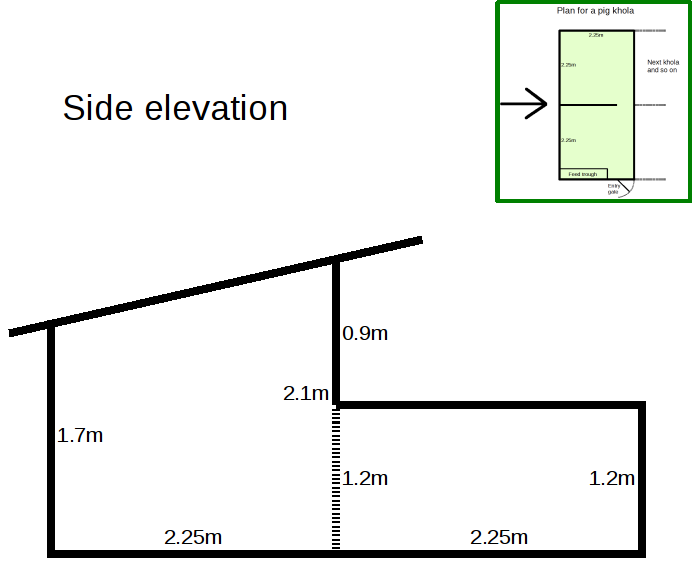 Plan for a pig khola
2.25m
2.25m
Next khola
and so on
2.25m
Feed trough
Entry
gate
Side elevation
0.9m
2.1m
1.7m
1.2m
1.2m
2.25m
2.25m